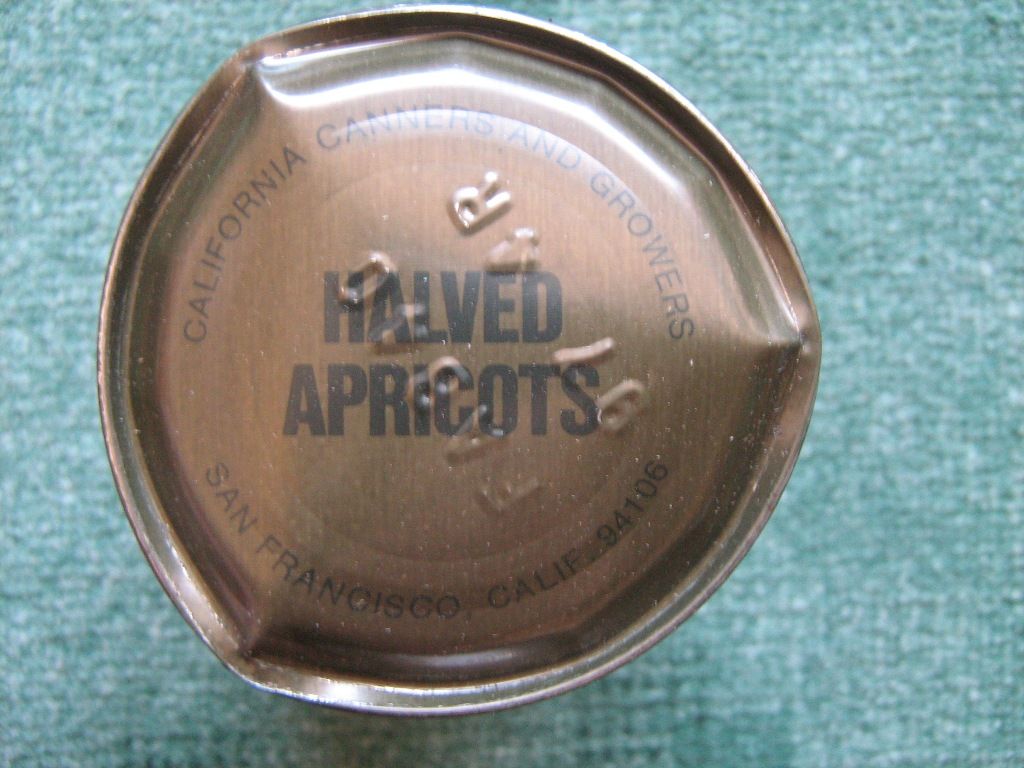 CALIFORNIA CANNERS AND GROWERS
HALVED
APRICOTS
SAN FRANCISCO, CALIF. 94106